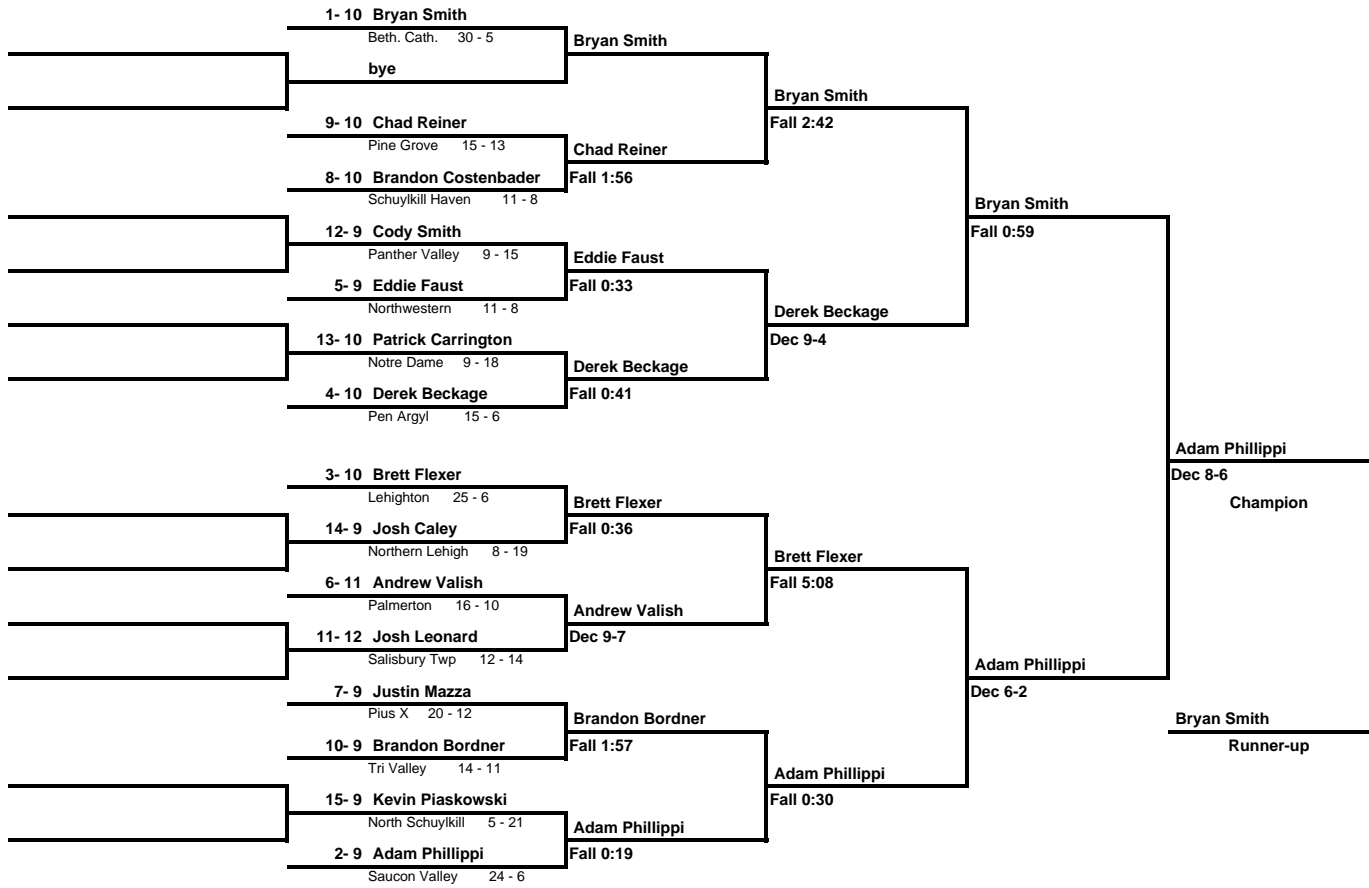 1- 10 Bryan Smith
Beth. Cath. 30 - 5
Bryan Smith
bye
Bryan Smith
9- 10 Chad Reiner
Fall 2:42
Pine Grove 15 - 13
Chad Reiner
8- 10 Brandon Costenbader
Fall 1:56
Schuylkill Haven 11 - 8
Bryan Smith
12- 9 Cody Smith
Fall 0:59
Panther Valley 9 - 15
Eddie Faust
5- 9 Eddie Faust
Fall 0:33
Northwestern 11 - 8
Derek Beckage
13- 10 Patrick Carrington
Dec 9-4
Notre Dame 9 - 18
Derek Beckage
4- 10 Derek Beckage
Fall 0:41
Pen Argyl 15 - 6
Adam Phillippi
3- 10 Brett Flexer
Dec 8-6
Lehighton 25 - 6
Brett Flexer
Champion
14- 9 Josh Caley
Fall 0:36
Northern Lehigh 8 - 19
Brett Flexer
6- 11 Andrew Valish
Fall 5:08
Palmerton 16 - 10
Andrew Valish
11- 12 Josh Leonard
Dec 9-7
Salisbury Twp 12 - 14
Adam Phillippi
7- 9 Justin Mazza
Dec 6-2
Pius X 20 - 12
Brandon Bordner
Bryan Smith
10- 9 Brandon Bordner
Fall 1:57
Runner-up
Tri Valley 14 - 11
Adam Phillippi
15- 9 Kevin Piaskowski
Fall 0:30
North Schuylkill 5 - 21
Adam Phillippi
2- 9 Adam Phillippi
Fall 0:19
Saucon Valley 24 - 6